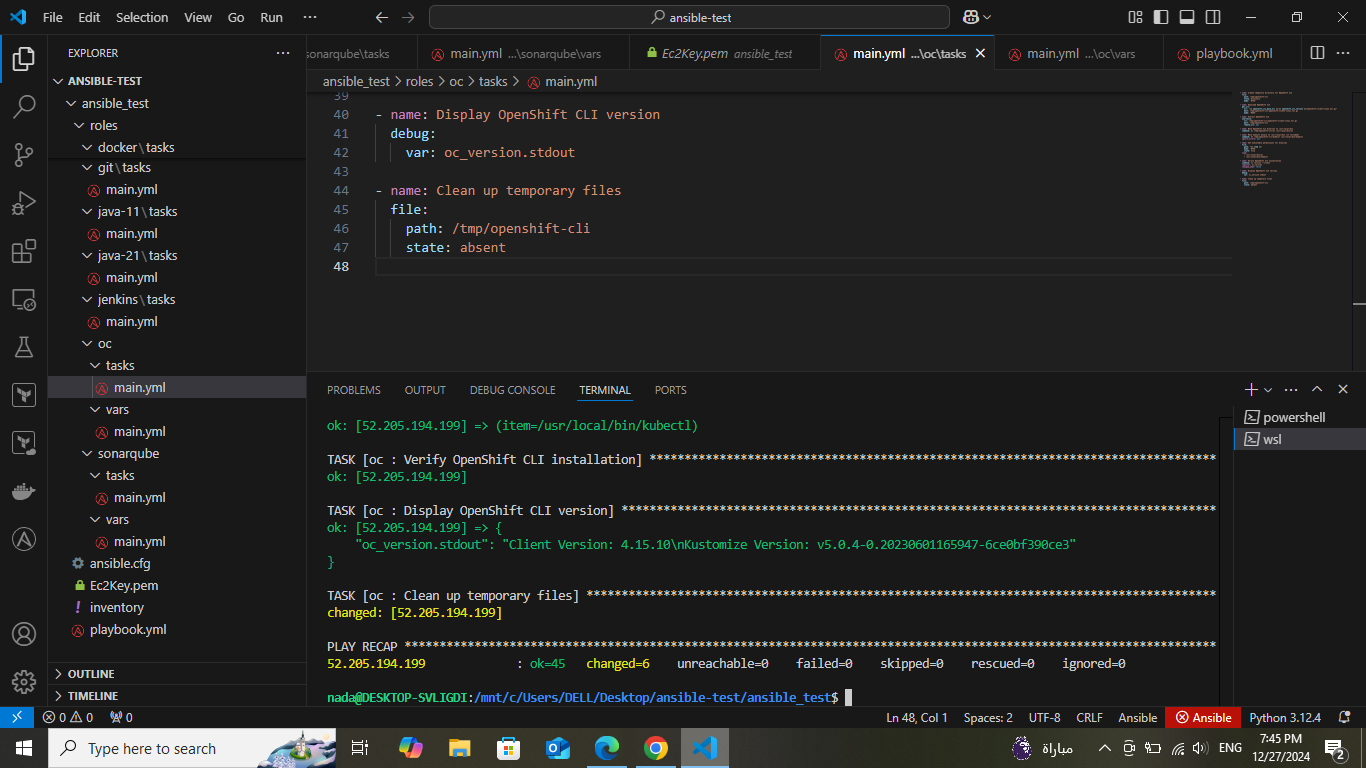 File Edit Selection View Go Run ··· ansible-test
EXPLORER ···
ANSIBLE-TEST
ansible_test
roles
docker\tasks
git\tasks
main.yml
java-11\tasks
main.yml
java-21\tasks
main.yml
jenkins\tasks
main.yml
oc
tasks
main.yml
vars
main.yml
sonarqube
tasks
main.yml
vars
main.yml
ansible.cfg
Ec2Key.pem
inventory
playbook.yml
OUTLINE
TIMELINE
sonarqube\tasks main.yml ...\sonarqube\vars Ec2Key.pem ansible_test main.yml ...\oc\tasks main.yml ...\oc\vars playbook.yml ···
ansible_test > roles > oc > tasks > main.yml
39
40 - name: Display OpenShift CLI version
41 debug:
42 var: oc_version.stdout
43
44 - name: Clean up temporary files
45 file:
46 path: /tmp/openshift-cli
47 state: absent
48
PROBLEMS OUTPUT DEBUG CONSOLE TERMINAL PORTS
powershell
wsl
ok: [52.205.194.199] => (item=/usr/local/bin/kubectl)
TASK [oc : Verify OpenShift CLI installation] *********************************************************************************
ok: [52.205.194.199]
TASK [oc : Display OpenShift CLI version] *************************************************************************************
ok: [52.205.194.199] => {
"oc_version.stdout": "Client Version: 4.15.10\nKustomize Version: v5.0.4-0.20230601165947-6ce0bf390ce3"
}
TASK [oc : Clean up temporary files] ******************************************************************************************
changed: [52.205.194.199]
PLAY RECAP ********************************************************************************************************************
52.205.194.199 : ok=45 changed=6 unreachable=0 failed=0 skipped=0 rescued=0 ignored=0
nada@DESKTOP-SVLIGDI:/mnt/c/Users/DELL/Desktop/ansible-test/ansible_test$
0 0 0 Ln 48, Col 1 Spaces: 2 UTF-8 CRLF Ansible Ansible Python 3.12.4
Type here to search مباراة ENG 7:45 PM
12/27/2024 2